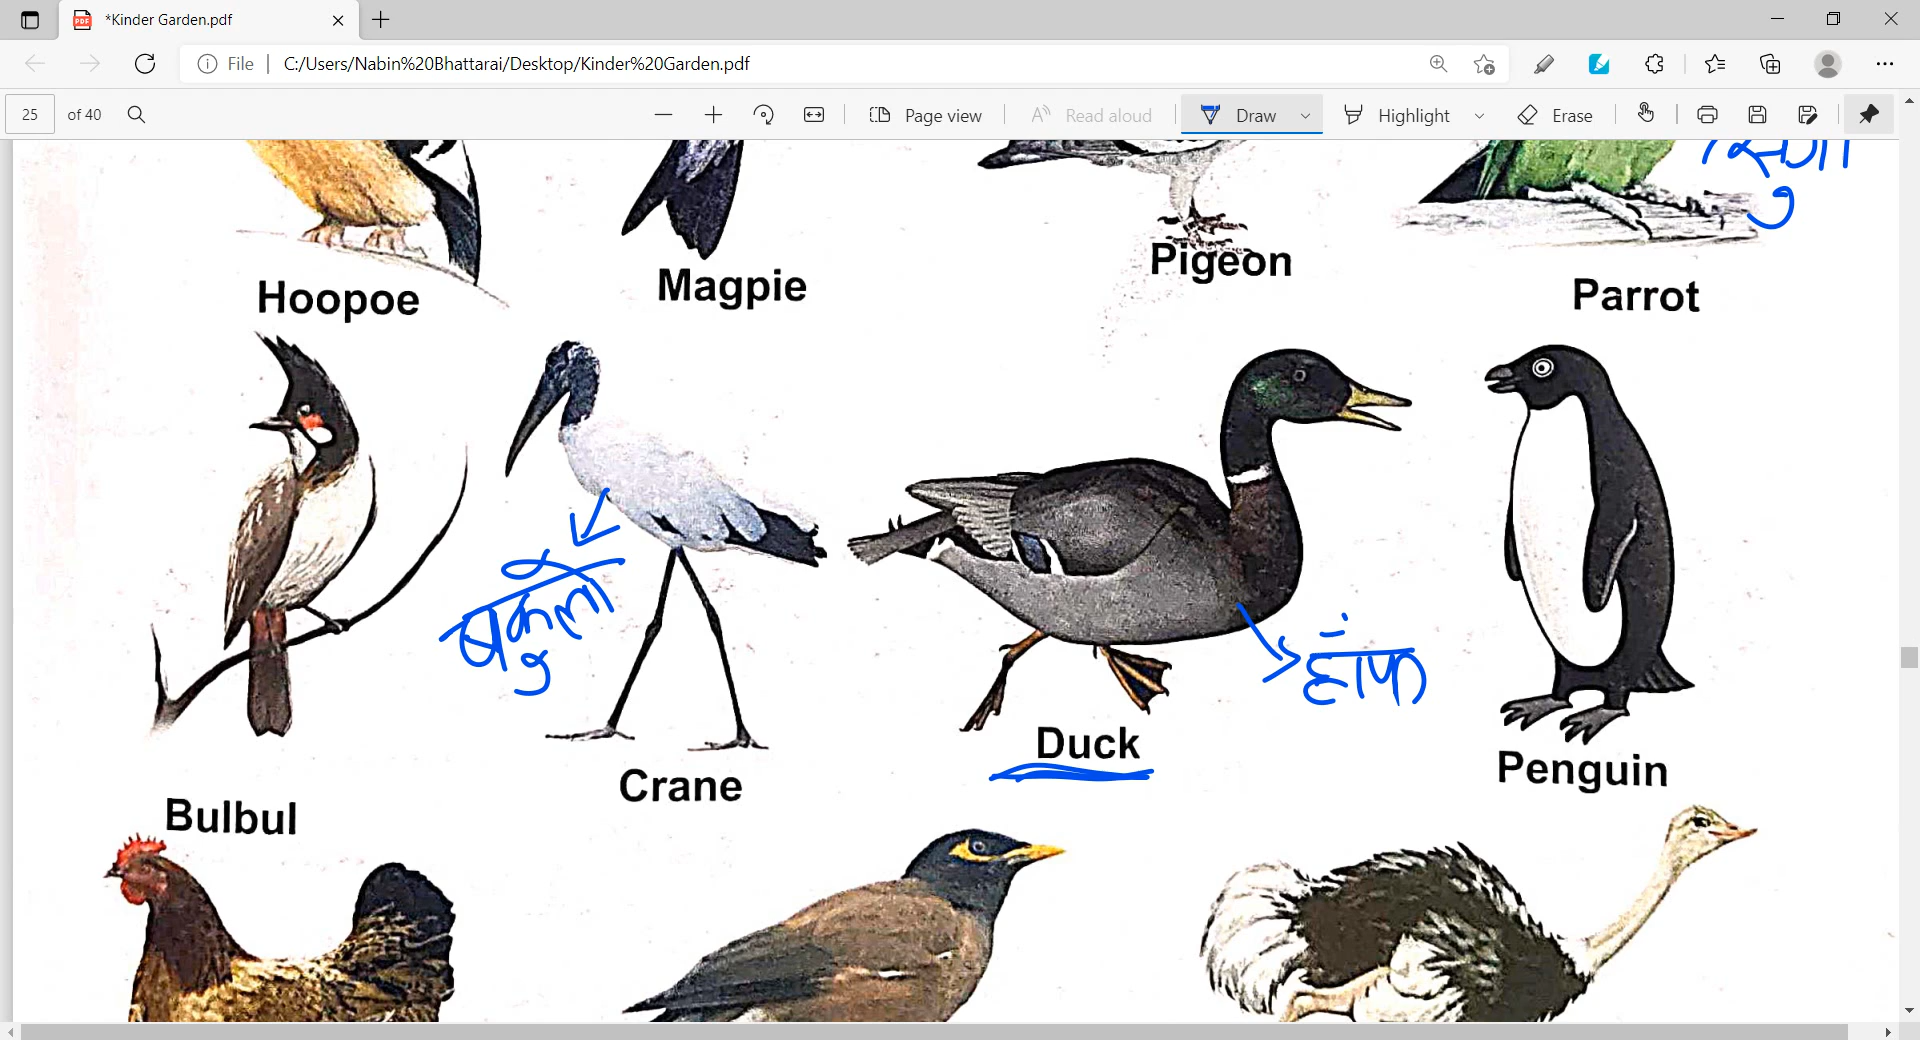 *Kinder Garden.pdf
File C:/Users/Nabin%20Bhattarai/Desktop/Kinder%20Garden.pdf
25 of 40 Page view Read aloud Draw Highlight Erase
Hoopoe Magpie Pigeon Parrot
बकुल्ला
हाँस
Bulbul Crane Duck Penguin